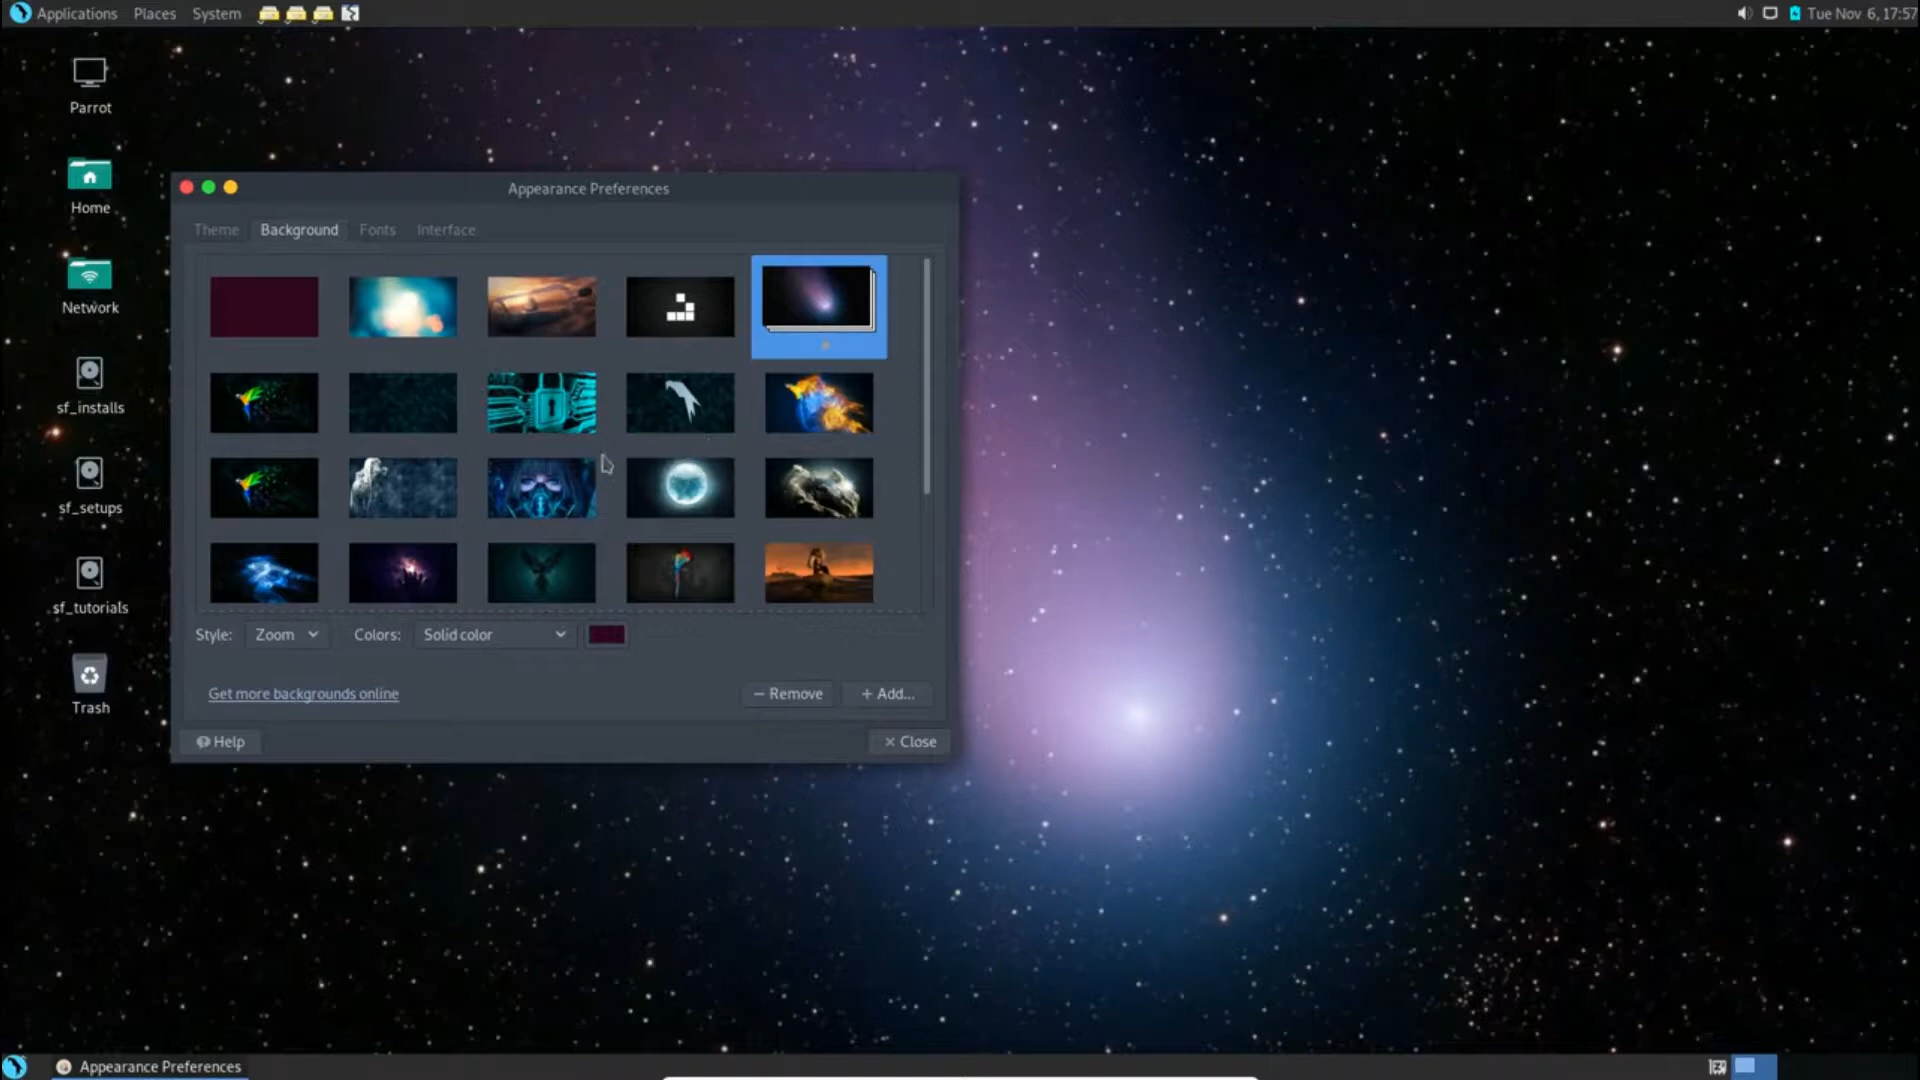 Applications Places System
Tue Nov 6, 17:57
Parrot
Home
Network
sf_installs
sf_setups
sf_tutorials
Trash
Appearance Preferences
Theme Background Fonts Interface
Style: Zoom Colors: Solid color
Get more backgrounds online
Remove
Add...
Help
Close
Appearance Preferences